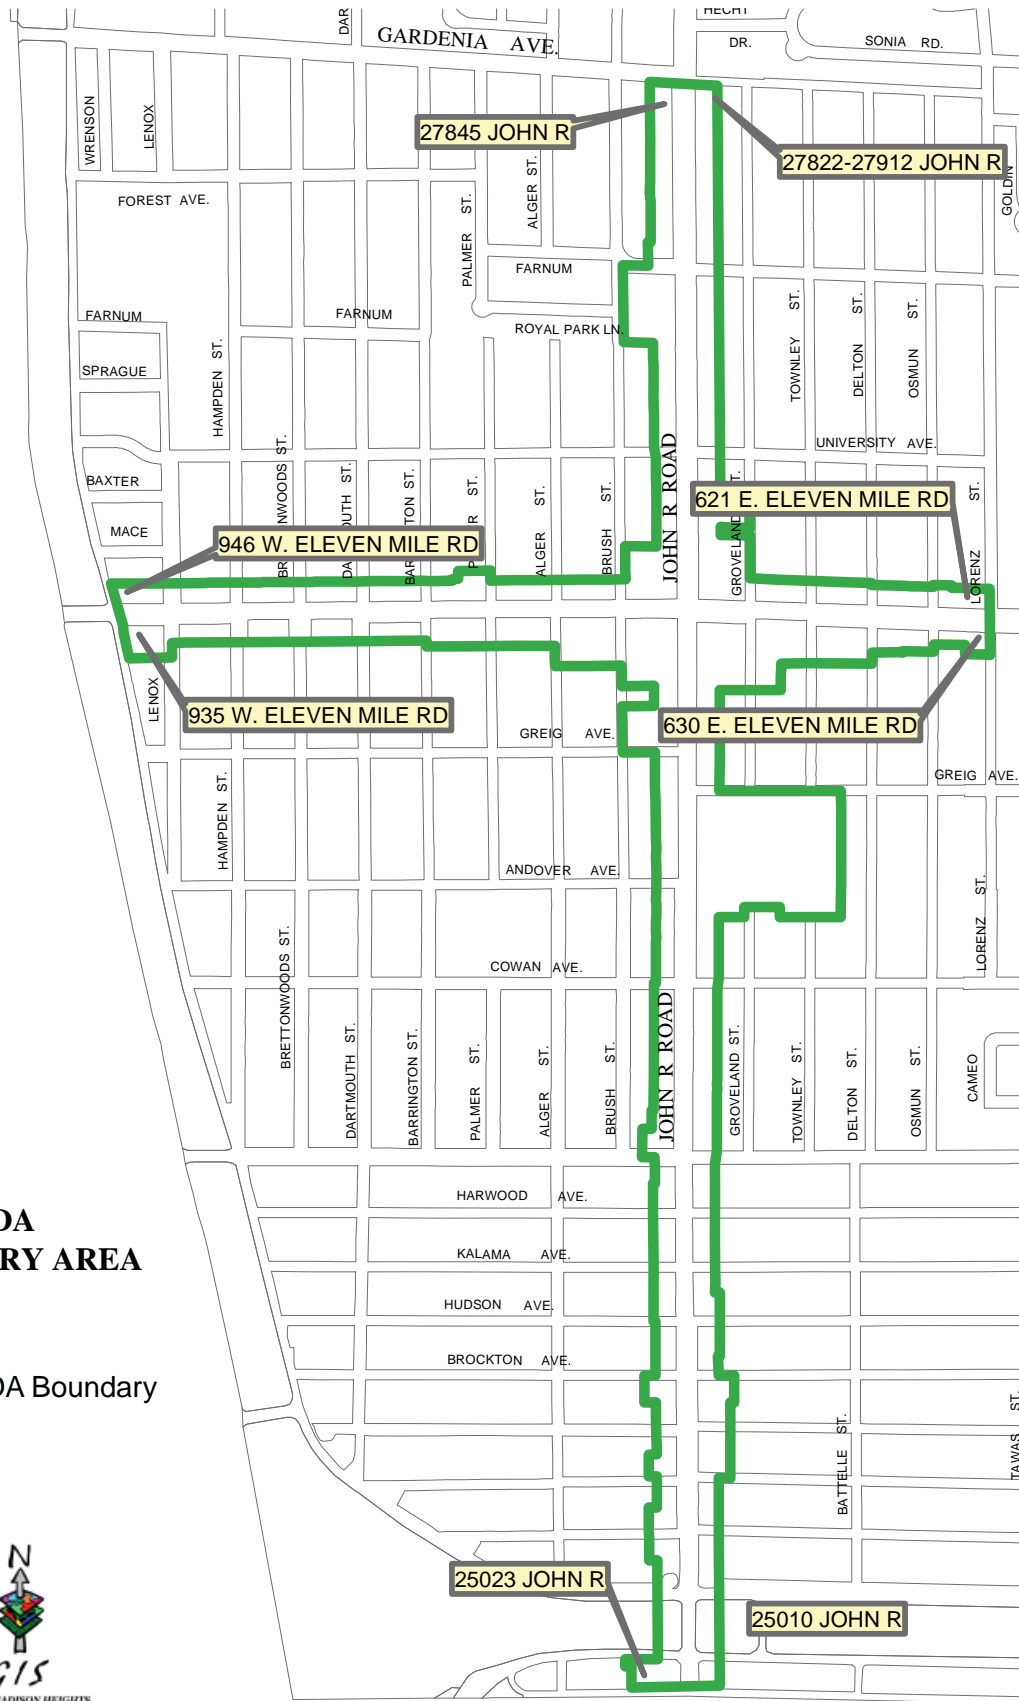 HECHT
DAR
GARDENIA AVE.
DR.
SONIA RD.
WRENSON
LENOX
27845 JOHN R
27822-27912 JOHN R
ALGER ST.
PALMER ST.
GOLDIN
FOREST AVE.
FARNUM
FARNUM
FARNUM
ROYAL PARK LN.
SPRAGUE
HAMPDEN ST.
TOWNLEY ST.
DELTON ST.
OSMUN ST.
UNIVERSITY AVE.
JOHN R ROAD
BAXTER
MACE
ALGER ST.
BRUSH ST.
GROVELAND ST.
621 E. ELEVEN MILE RD
LORENZ ST.
946 W. ELEVEN MILE RD
935 W. ELEVEN MILE RD
LENOX
630 E. ELEVEN MILE RD
GREIG AVE.
GREIG AVE.
HAMPDEN ST.
ANDOVER AVE.
COWAN AVE.
LORENZ ST.
BRETTONWOODS ST.
DARTMOUTH ST.
BARRINGTON ST.
PALMER ST.
ALGER ST.
BRUSH ST.
JOHN R ROAD
GROVELAND ST.
TOWNLEY ST.
DELTON ST.
OSMUN ST.
CAMEO
HARWOOD AVE.
DA
RY AREA
KALAMA AVE.
HUDSON AVE.
BROCKTON AVE.
DA Boundary
BATTELLE ST.
TAWAS ST.
N
25023 JOHN R
25010 JOHN R
GIS
MADISON HEIGHTS